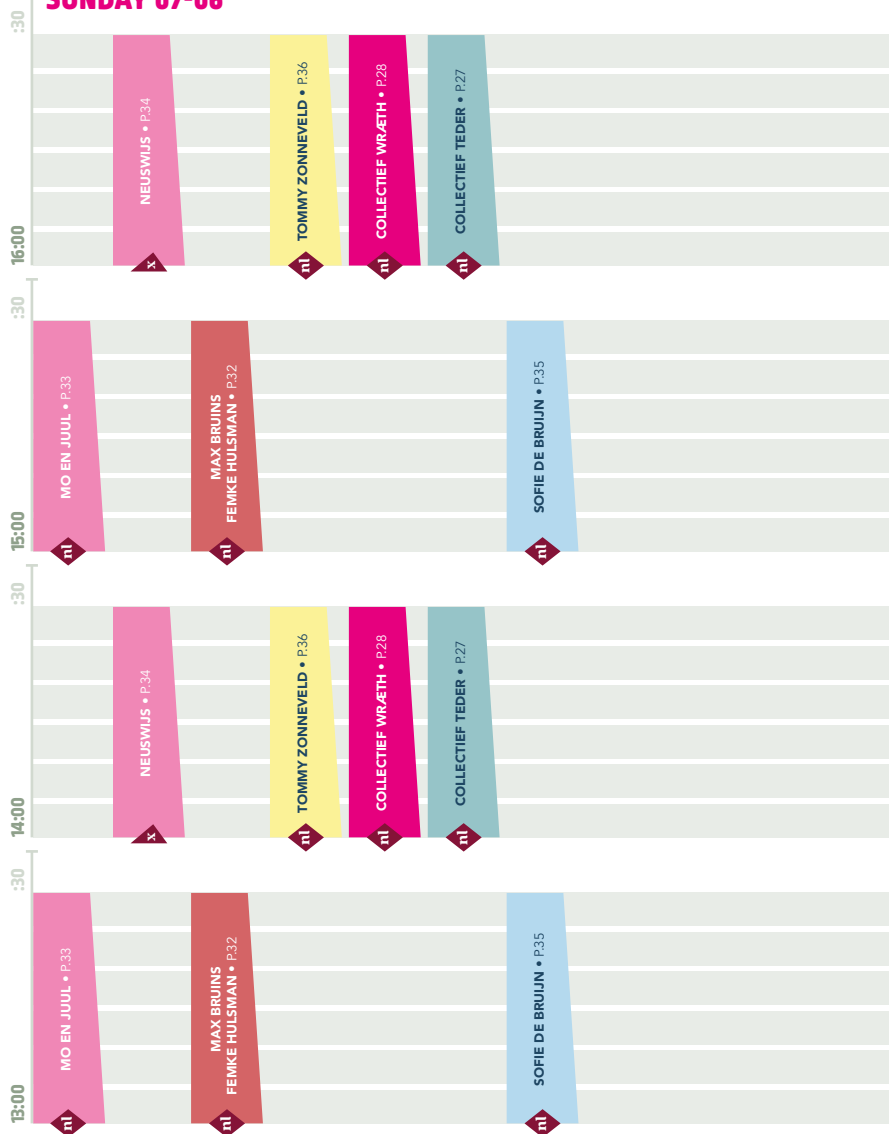 SUNDAY 07-06
:30
NEUSWIJS • P.34
TOMMY ZONNEVELD • P.36
COLLECTIEF WRÆTH • P.28
COLLECTIEF TEDER • P.27
16:00
x
nl
nl
nl
:30
MO EN JUUL • P.33
MAX BRUINS
FEMKE HULSMAN • P.32
SOFIE DE BRUIJN • P.35
15:00
nl
nl
nl
:30
NEUSWIJS • P.34
TOMMY ZONNEVELD • P.36
COLLECTIEF WRÆTH • P.28
COLLECTIEF TEDER • P.27
14:00
x
nl
nl
nl
:30
MO EN JUUL • P.33
MAX BRUINS
FEMKE HULSMAN • P.32
SOFIE DE BRUIJN • P.35
13:00
nl
nl
nl